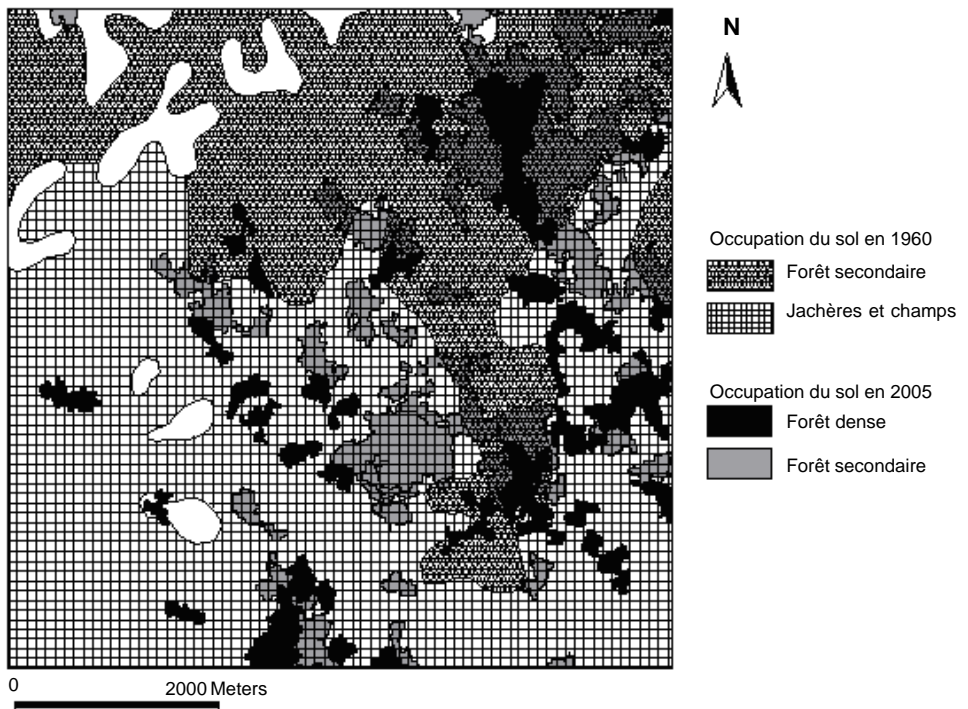 N
Occupation du sol en 1960
Forêt secondaire
Jachères et champs
Occupation du sol en 2005
Forêt dense
Forêt secondaire
0 2000 Meters